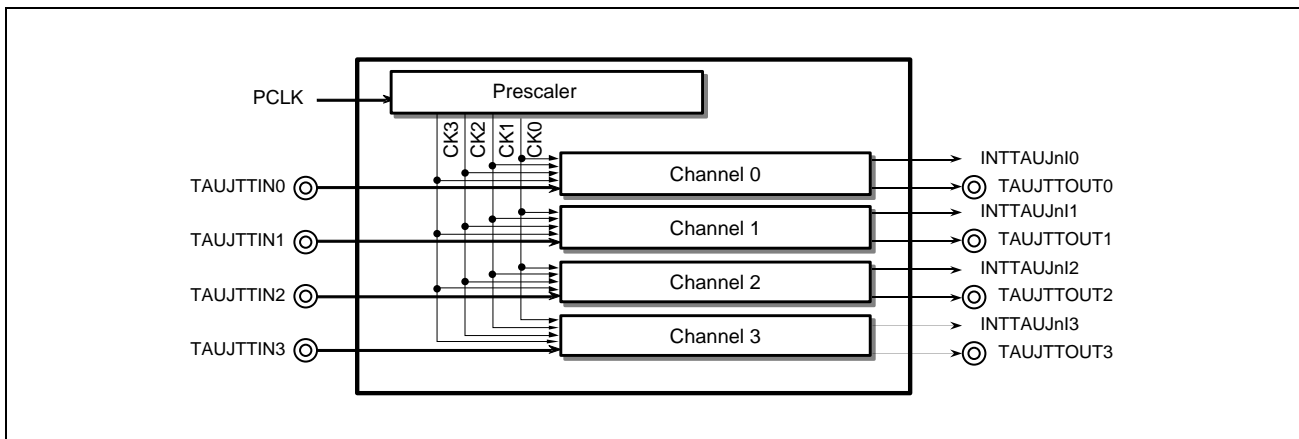 PCLK
Prescaler
CK3
CK2
CK1
CK0
TAUJTTIN0
Channel 0
INTTAUJnI0
TAUJTTOUT0
TAUJTTIN1
Channel 1
INTTAUJnI1
TAUJTTOUT1
TAUJTTIN2
Channel 2
INTTAUJnI2
TAUJTTOUT2
TAUJTTIN3
Channel 3
INTTAUJnI3
TAUJTTOUT3